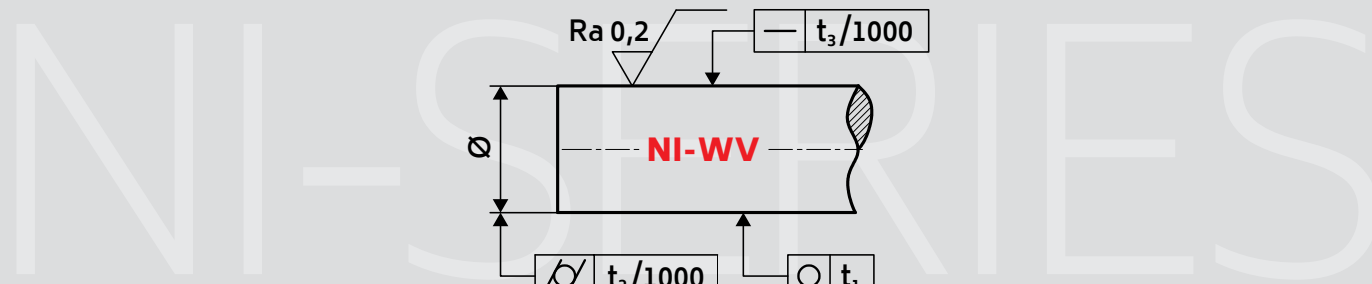 NI-SERIES
Ra 0,2
t₃/1000
Ø
NI-WV
t₂/1000
t₁